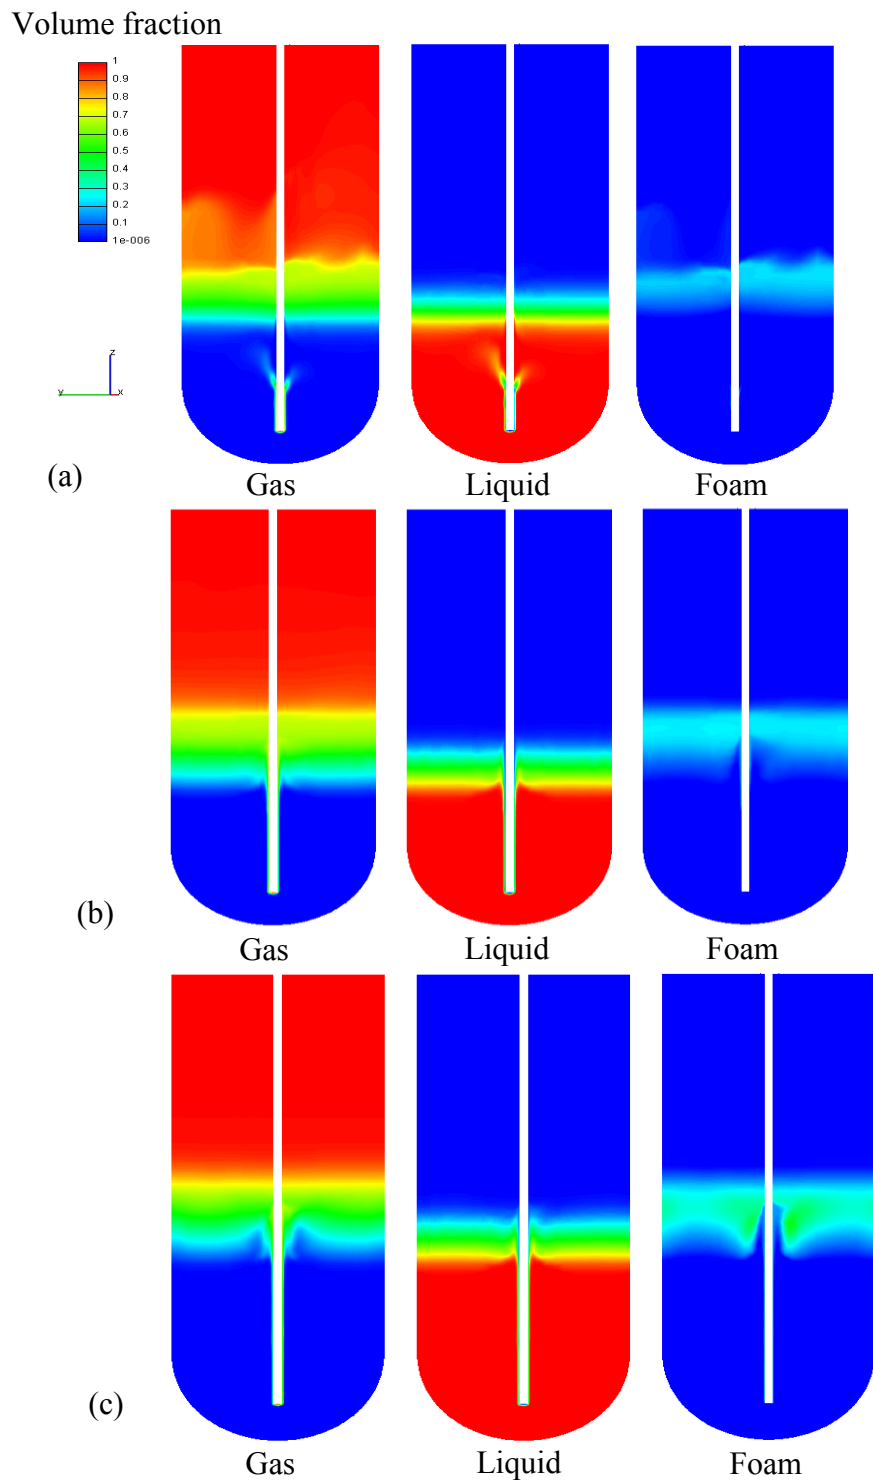 Volume fraction
1
0.9
0.8
0.7
0.6
0.5
0.4
0.3
0.2
0.1
1e-006
z
y
x
(a)
Gas Liquid Foam
(b)
Gas Liquid Foam
(c)
Gas Liquid Foam